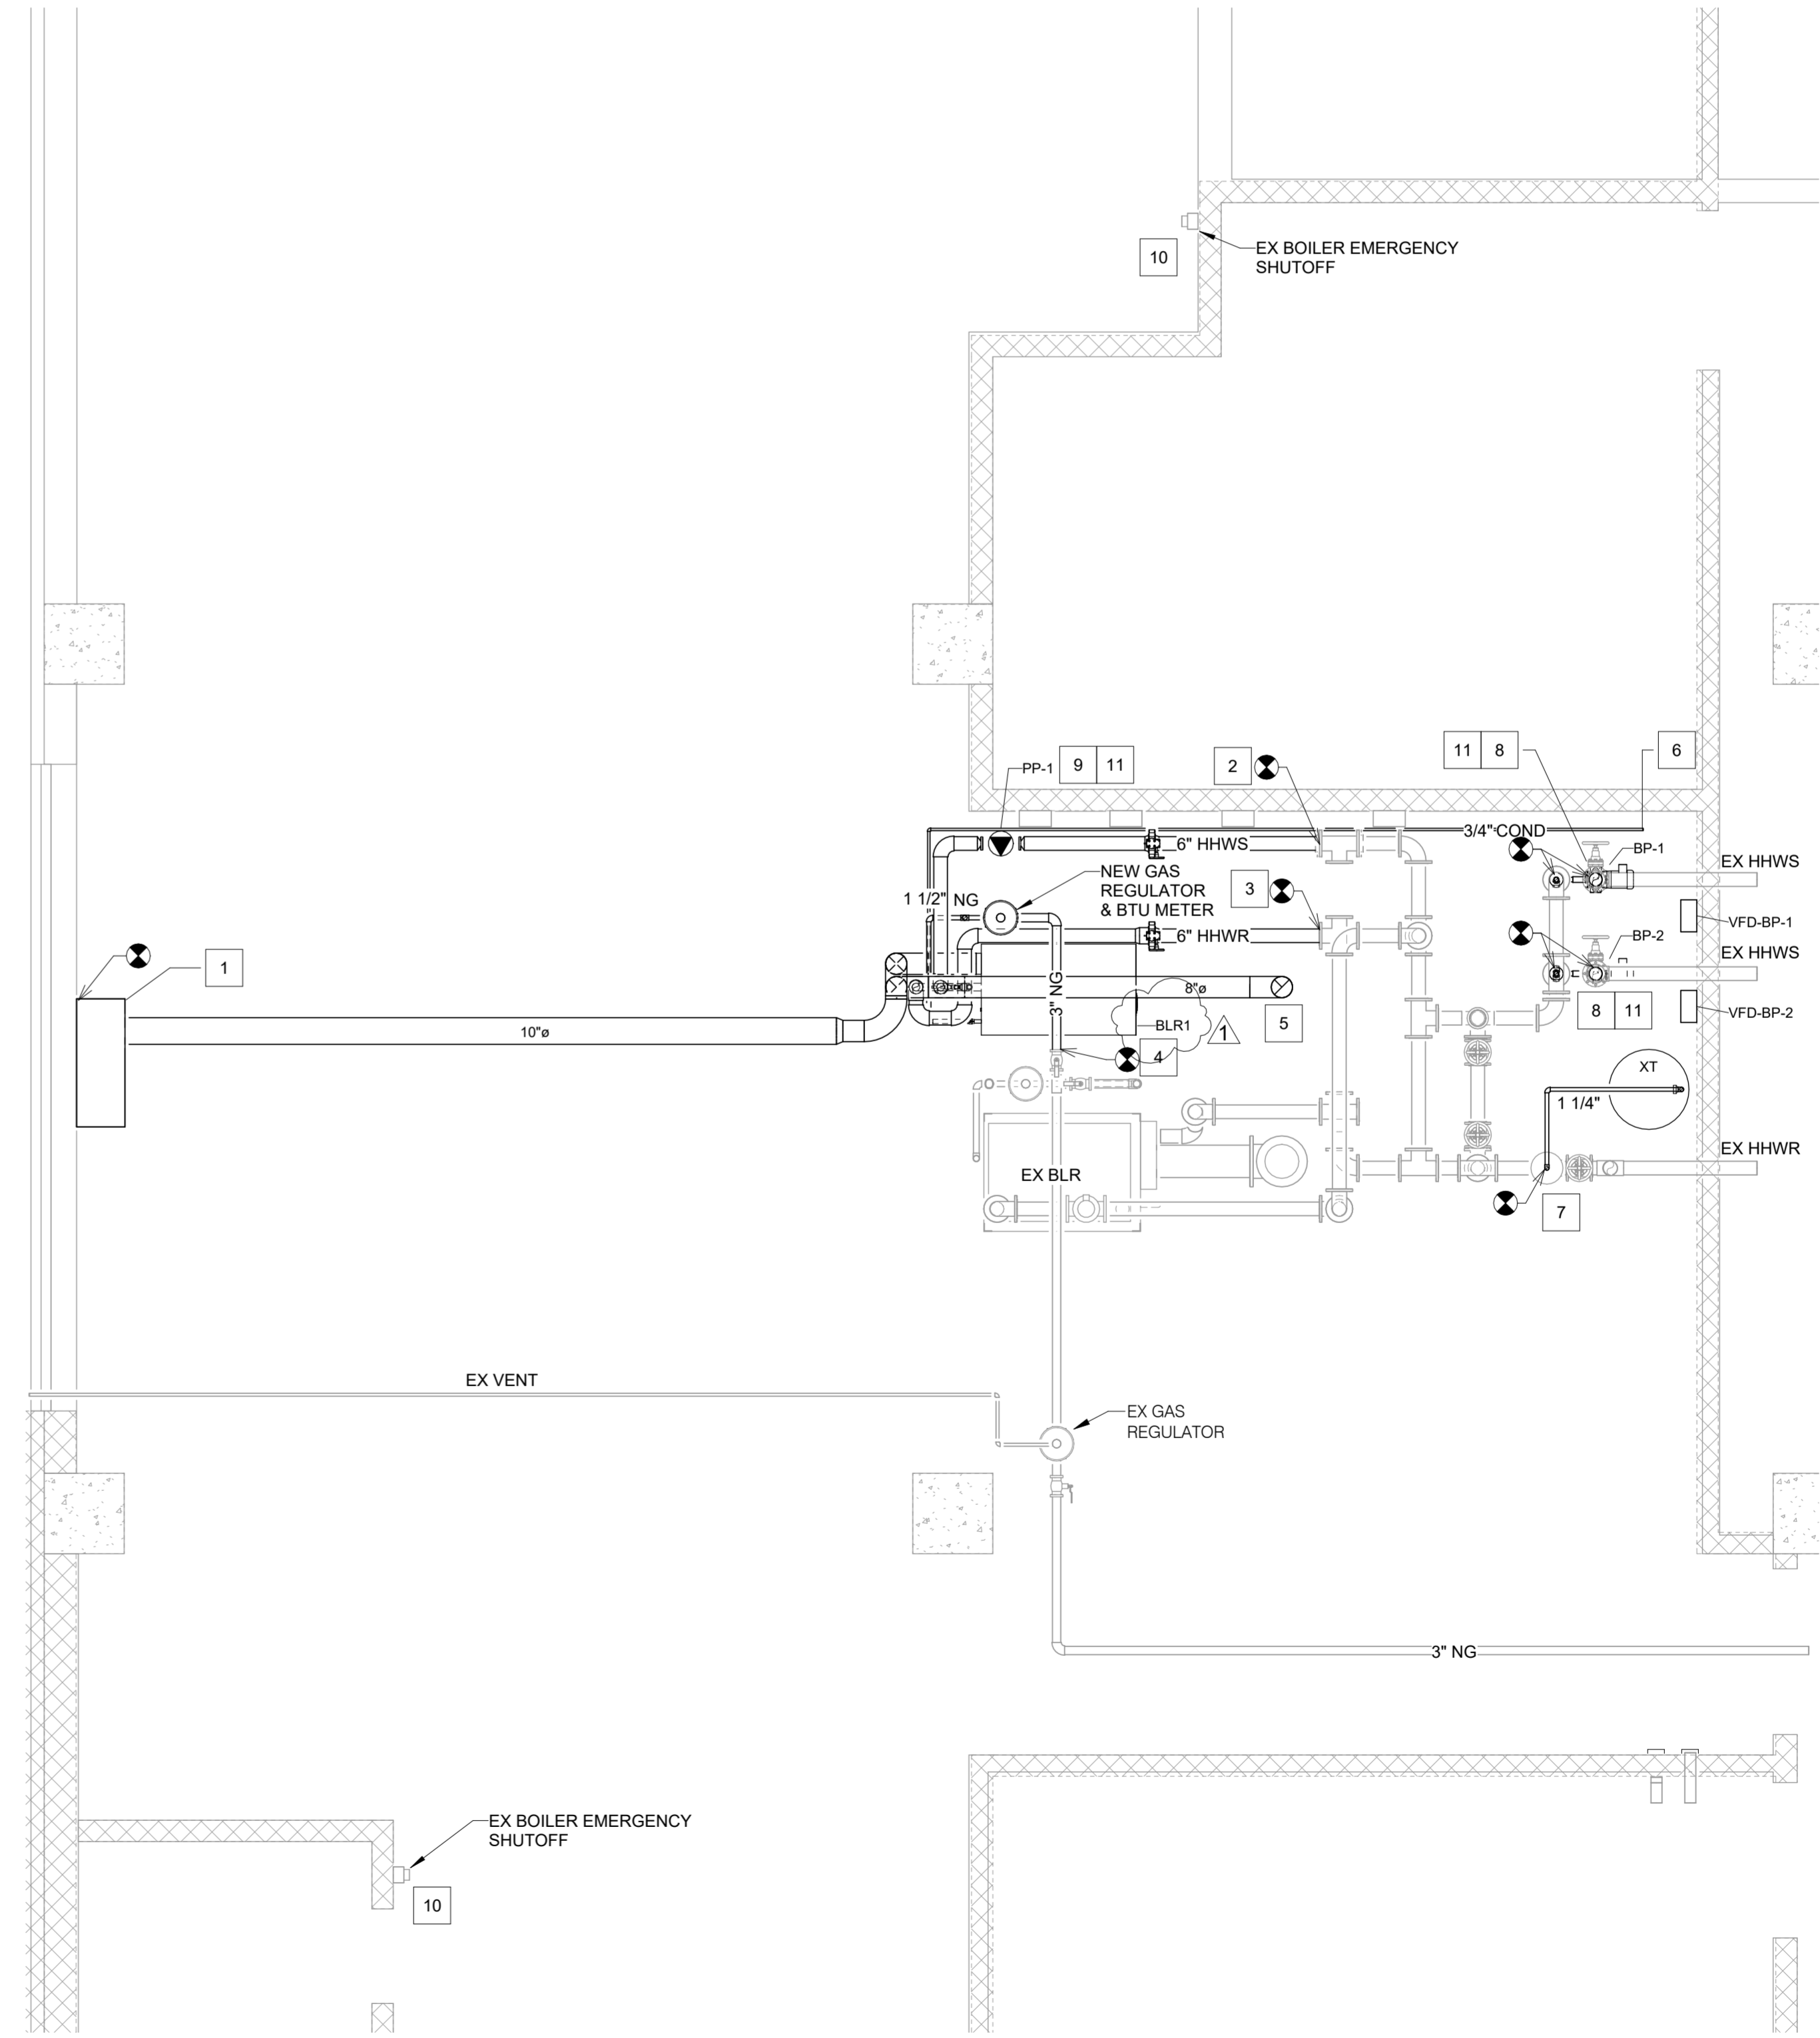 10
EX BOILER EMERGENCY
SHUTOFF
PP-1
9
11
2
11
8
6
3/4" COND
6" HHWS
BP-1
EX HHWS
NEW GAS
REGULATOR
& BTU METER
1 1/2" NG
3
VFD-BP-1
6" HHWR
BP-2
EX HHWS
1
3" NG
8"ø
8
11
VFD-BP-2
10"ø
BLR1
1
5
4
XT
1 1/4"
EX HHWR
EX BLR
7
EX VENT
EX GAS
REGULATOR
3" NG
EX BOILER EMERGENCY
SHUTOFF
10